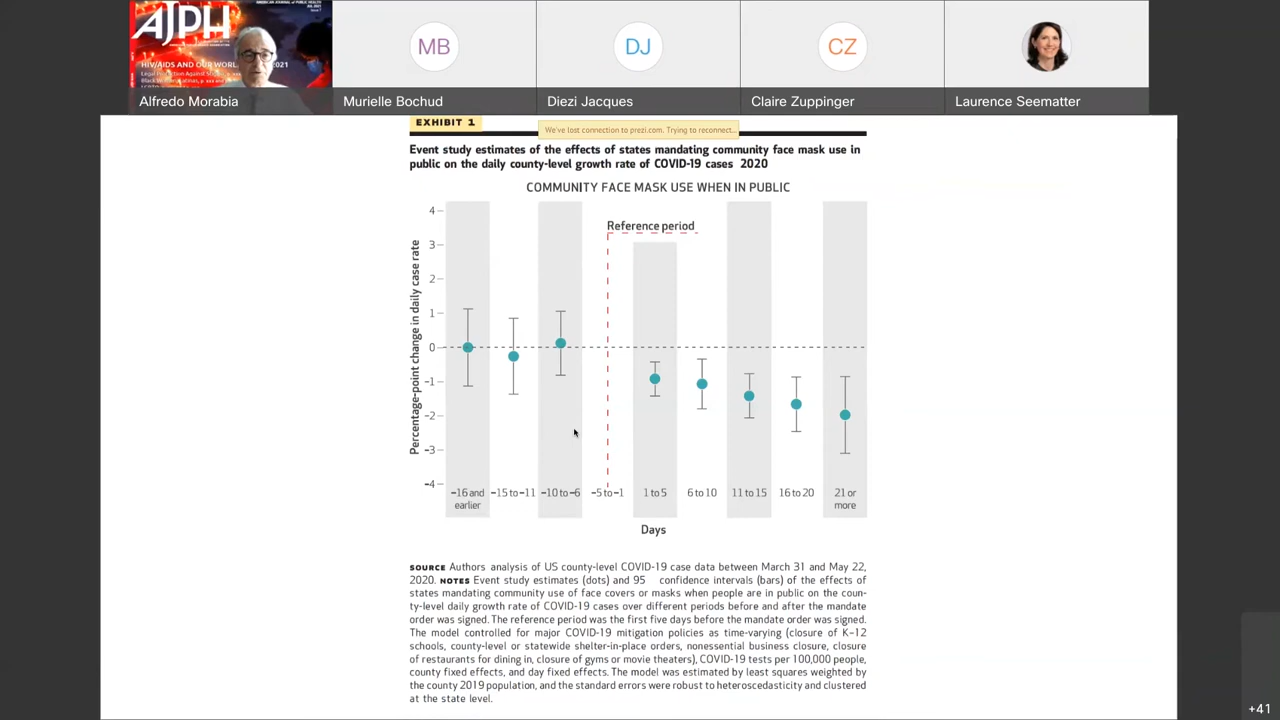 AJPH
AMERICAN JOURNAL OF PUBLIC HEALTH
HIV/AIDS AND OUR WORL 2021
MB
DJ
CZ
Alfredo Morabia
Murielle Bochud
Diezi Jacques
Claire Zuppinger
Laurence Seematter
EXHIBIT 1
We've lost connection to prezi.com. Trying to reconnect...
Event study estimates of the effects of states mandating community face mask use in
public on the daily county-level growth rate of COVID-19 cases 2020
COMMUNITY FACE MASK USE WHEN IN PUBLIC
Reference period
Percentage-point change in daily case rate
4
3
2
1
0
−1
−2
−3
−4
−16 and −15 to −11 −10 to −6 −5 to −1 1 to 5 6 to 10 11 to 15 16 to 20 21 or
earlier more
Days
SOURCE Authors analysis of US county-level COVID-19 case data between March 31 and May 22,
2020. NOTES Event study estimates (dots) and 95 confidence intervals (bars) of the effects of
states mandating community use of face covers or masks when people are in public on the coun-
ty-level daily growth rate of COVID-19 cases over different periods before and after the mandate
order was signed. The reference period was the first five days before the mandate order was signed.
The model controlled for major COVID-19 mitigation policies as time-varying (closure of K–12
schools, county-level or statewide shelter-in-place orders, nonessential business closure, closure
of restaurants for dining in, closure of gyms or movie theaters), COVID-19 tests per 100,000 people,
county fixed effects, and day fixed effects. The model was estimated by least squares weighted by
the county 2019 population, and the standard errors were robust to heteroscedasticity and clustered
at the state level.
+41